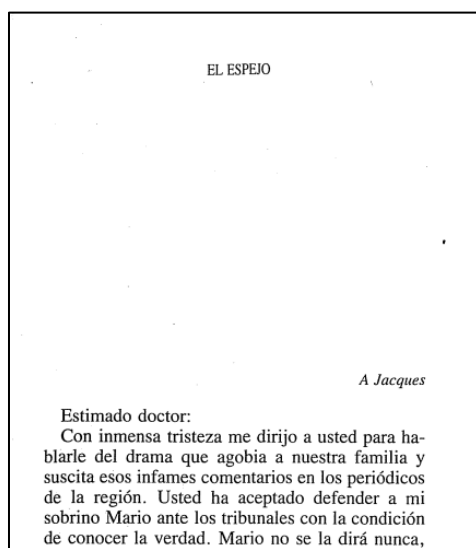 EL ESPEJO
A Jacques
Estimado doctor:
Con inmensa tristeza me dirijo a usted para ha-
blarle del drama que agobia a nuestra familia y
suscita esos infames comentarios en los periódicos
de la región. Usted ha aceptado defender a mi
sobrino Mario ante los tribunales con la condición
de conocer la verdad. Mario no se la dirá nunca,